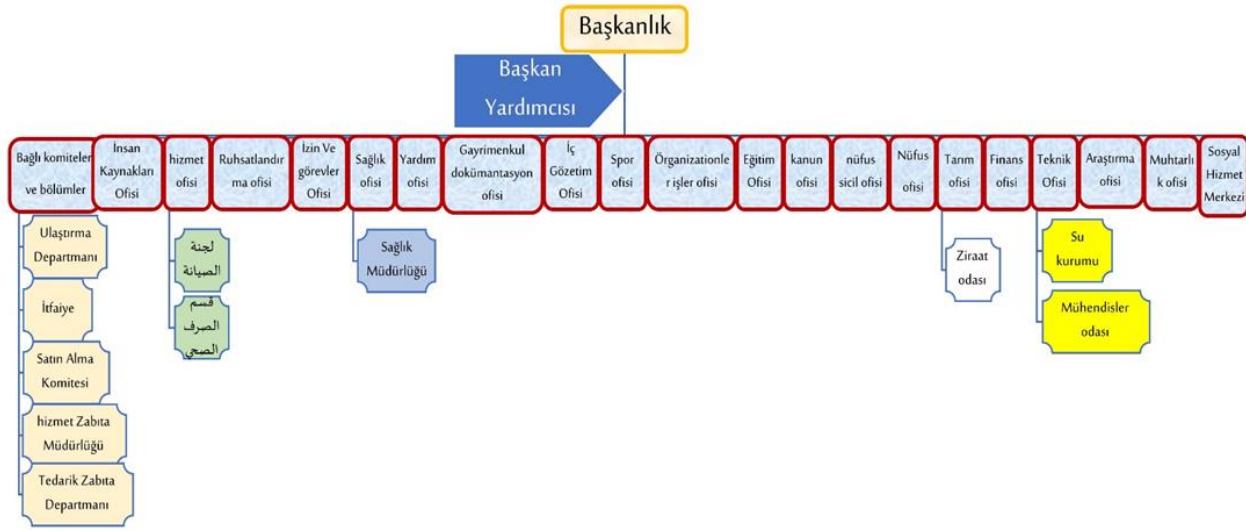 Başkanlık
Başkan
Yardımcısı
Bağlı komiteler
ve bölümler
İnsan
Kaynakları
Ofisi
hizmet
ofisi
Ruhsatlandır
ma ofisi
İzin Ve
görevler
Ofisi
Sağlık
ofisi
Yardım
ofisi
Gayrimenkul
dokümantasyon
ofisi
İç
Gözetim
Ofisi
Spor
ofisi
Örganizationle
r işler ofisi
Eğitim
Ofisi
kanun
ofisi
nüfus
sicil ofisi
Nüfus
ofisi
Tarım
ofisi
Finans
ofisi
Teknik
Ofisi
Araştırma
ofisi
Muhtarlı
k ofisi
Sosyal
Hizmet
Merkezi
Ulaştırma
Departmanı
İtfaiye
Satın Alma
Komitesi
hizmet Zabıta
Müdürlüğü
Tedarik Zabıta
Departmanı
لجنة
الصيانة
قسم
الصرف
الصحي
Sağlık
Müdürlüğü
Ziraat
odası
Su
kurumu
Mühendisler
odası